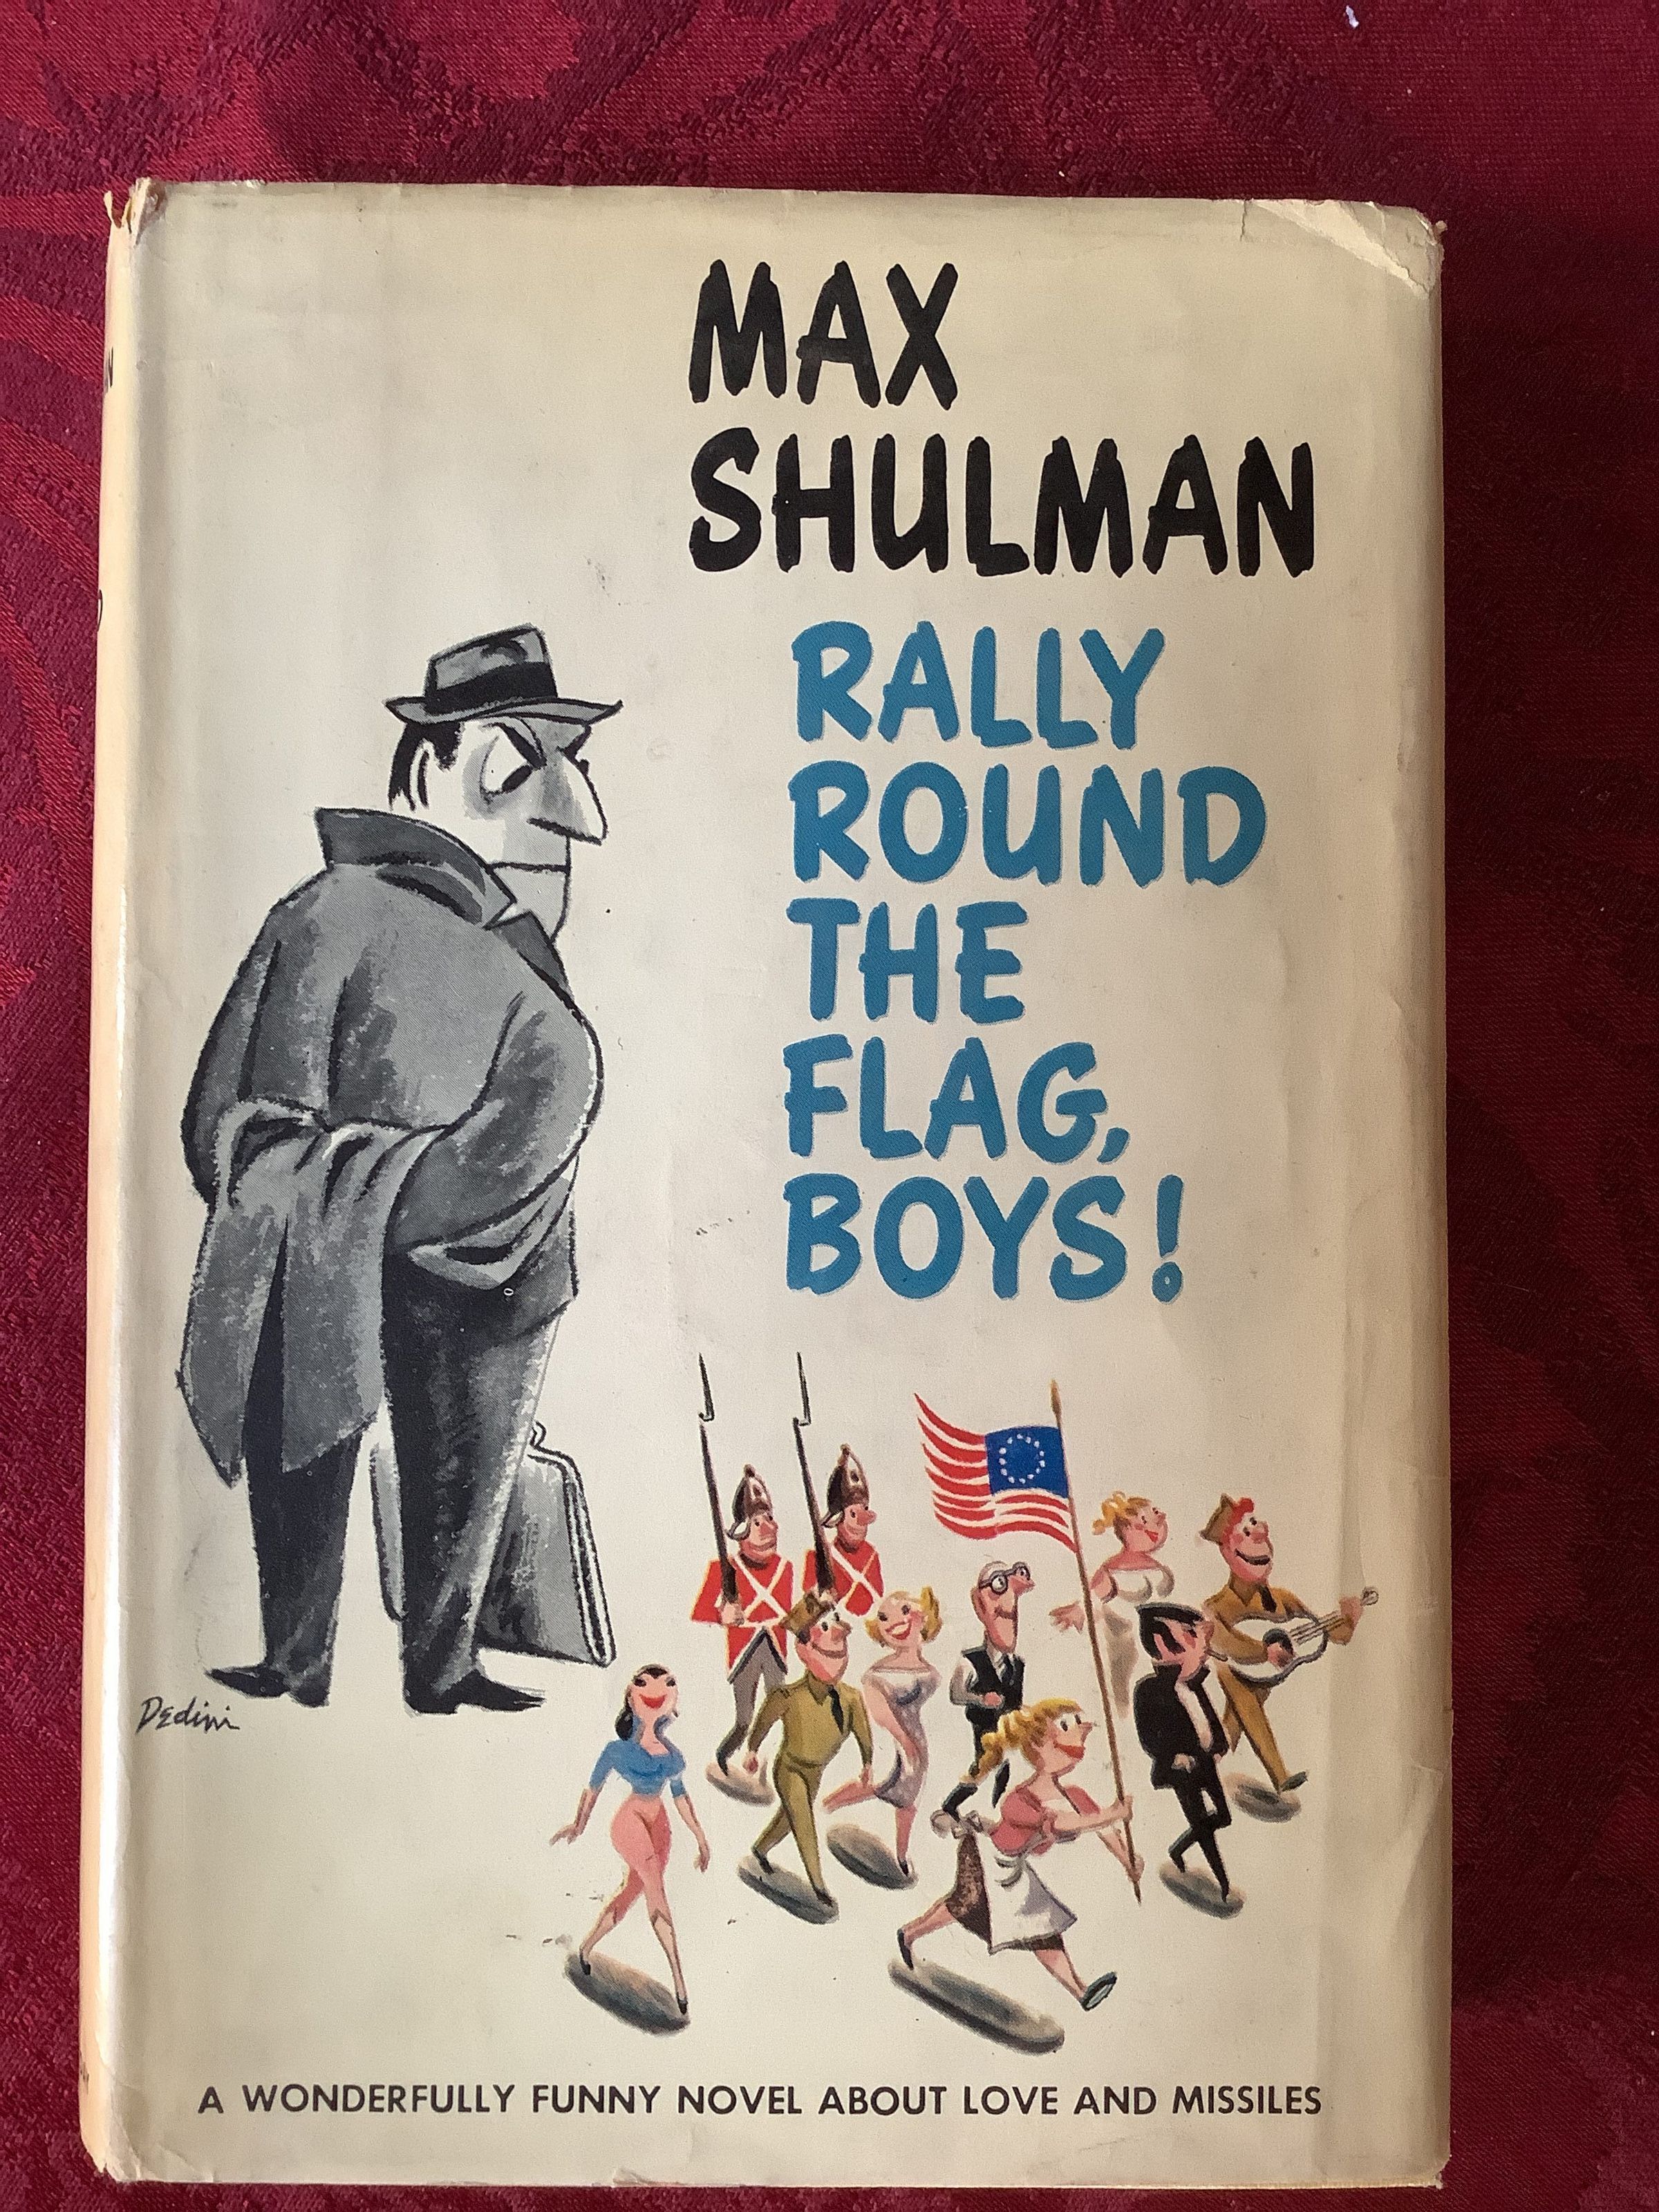 MAX
SHULMAN
RALLY
ROUND
THE
FLAG,
BOYS!
Dedini
A WONDERFULLY FUNNY NOVEL ABOUT LOVE AND MISSILES